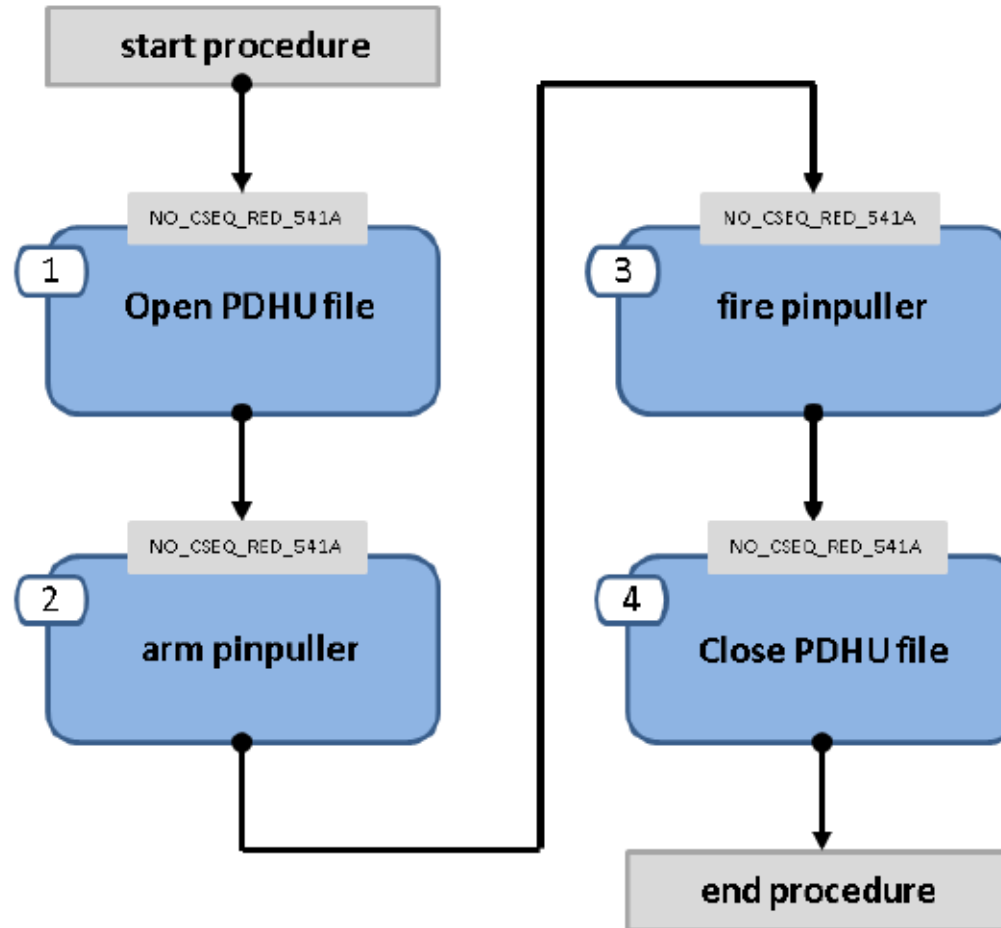 start procedure
NO_CSEQ_RED_541A
1
Open PDHU file
NO_CSEQ_RED_541A
2
arm pinpuller
NO_CSEQ_RED_541A
3
fire pinpuller
NO_CSEQ_RED_541A
4
Close PDHU file
end procedure